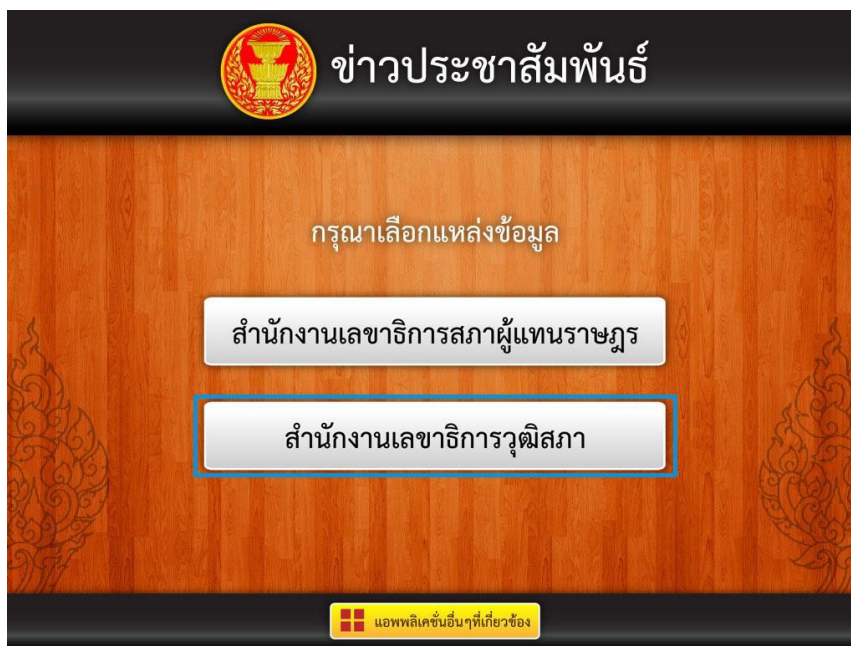 ข่าวประชาสัมพันธ์
กรุณาเลือกแหล่งข้อมูล
สำนักงานเลขาธิการสภาผู้แทนราษฎร
สำนักงานเลขาธิการวุฒิสภา
แอพพลิเคชั่นอื่นๆที่เกี่ยวข้อง